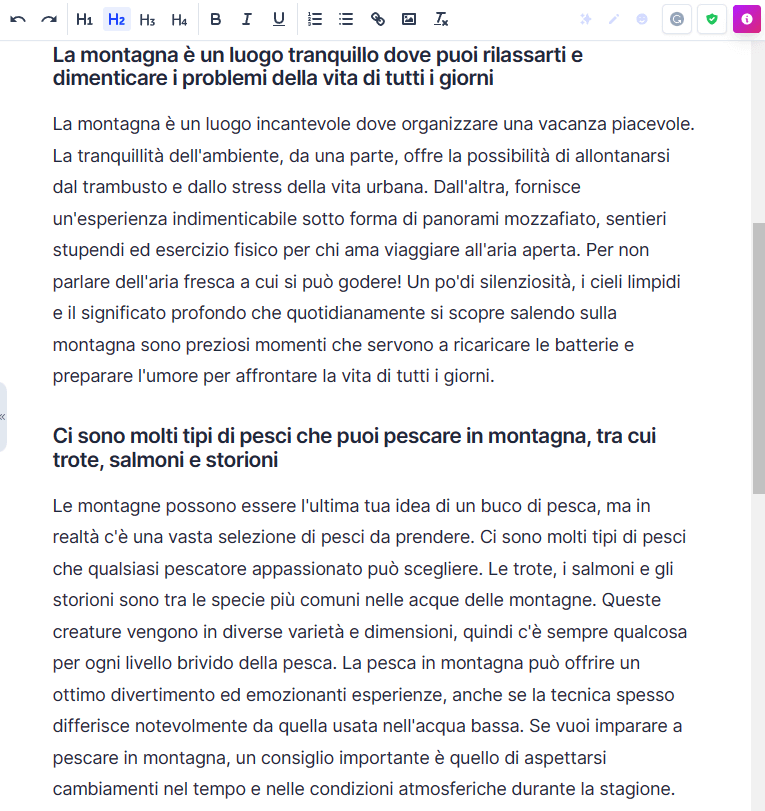 H1 H2 H3 H4 B I U Tx
La montagna è un luogo tranquillo dove puoi rilassarti e
dimenticare i problemi della vita di tutti i giorni
La montagna è un luogo incantevole dove organizzare una vacanza piacevole.
La tranquillità dell'ambiente, da una parte, offre la possibilità di allontanarsi
dal trambusto e dallo stress della vita urbana. Dall'altra, fornisce
un'esperienza indimenticabile sotto forma di panorami mozzafiato, sentieri
stupendi ed esercizio fisico per chi ama viaggiare all'aria aperta. Per non
parlare dell'aria fresca a cui si può godere! Un po'di silenziosità, i cieli limpidi
e il significato profondo che quotidianamente si scopre salendo sulla
montagna sono preziosi momenti che servono a ricaricare le batterie e
preparare l'umore per affrontare la vita di tutti i giorni.
Ci sono molti tipi di pesci che puoi pescare in montagna, tra cui
trote, salmoni e storioni
Le montagne possono essere l'ultima tua idea di un buco di pesca, ma in
realtà c'è una vasta selezione di pesci da prendere. Ci sono molti tipi di pesci
che qualsiasi pescatore appassionato può scegliere. Le trote, i salmoni e gli
storioni sono tra le specie più comuni nelle acque delle montagne. Queste
creature vengono in diverse varietà e dimensioni, quindi c'è sempre qualcosa
per ogni livello brivido della pesca. La pesca in montagna può offrire un
ottimo divertimento ed emozionanti esperienze, anche se la tecnica spesso
differisce notevolmente da quella usata nell'acqua bassa. Se vuoi imparare a
pescare in montagna, un consiglio importante è quello di aspettarsi
cambiamenti nel tempo e nelle condizioni atmosferiche durante la stagione.